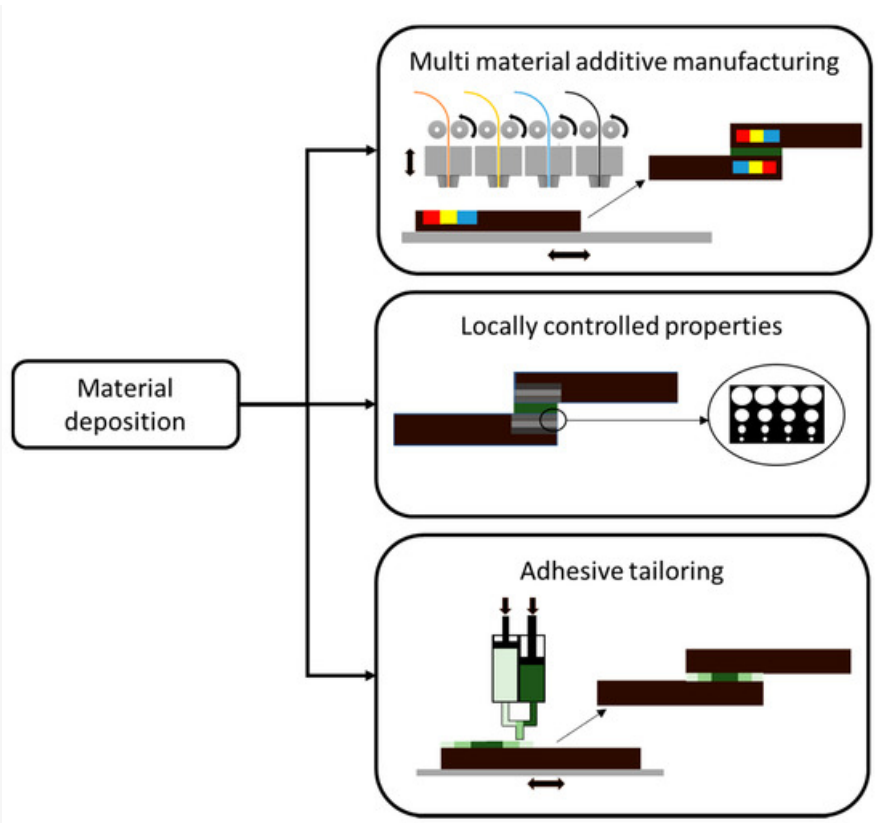 Multi material additive manufacturing
Locally controlled properties
Material
deposition
Adhesive tailoring